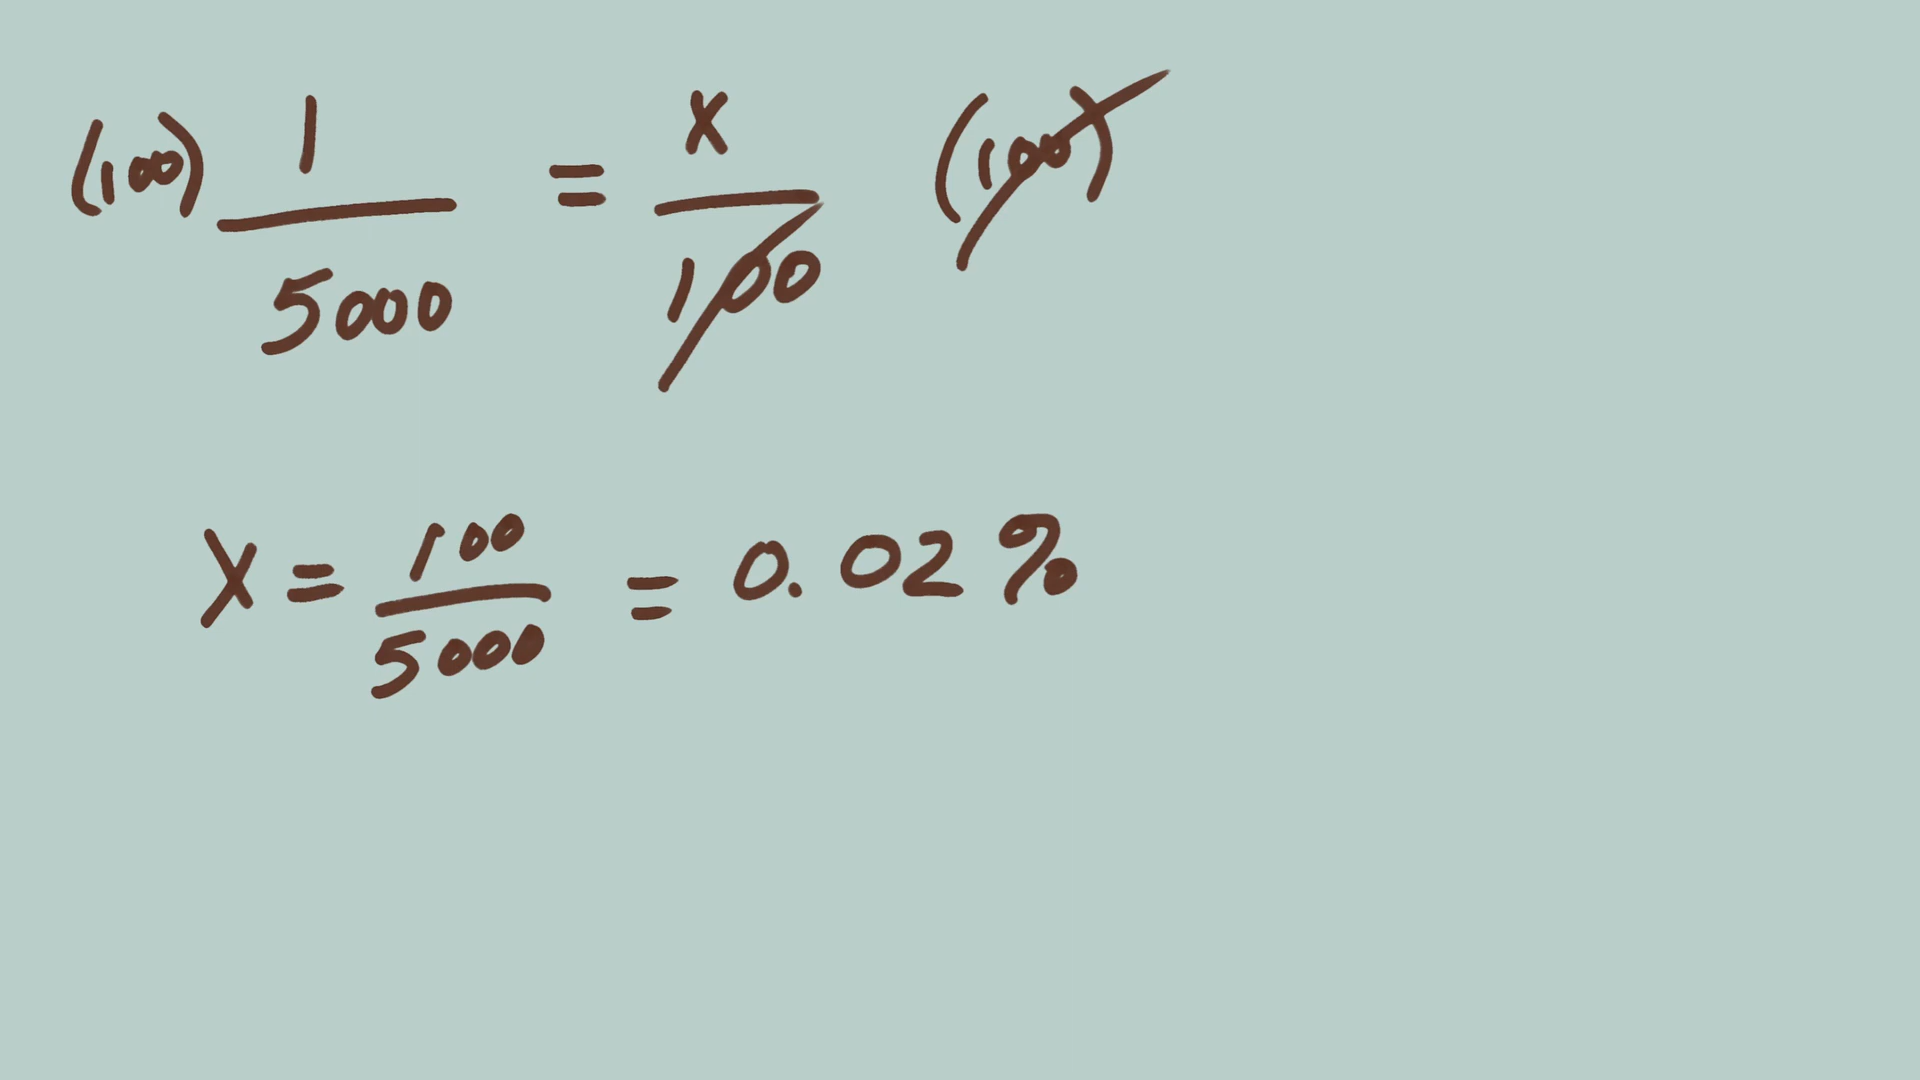 (100) 1/5000 = x/100 (100)
x = 100/5000 = 0.02%